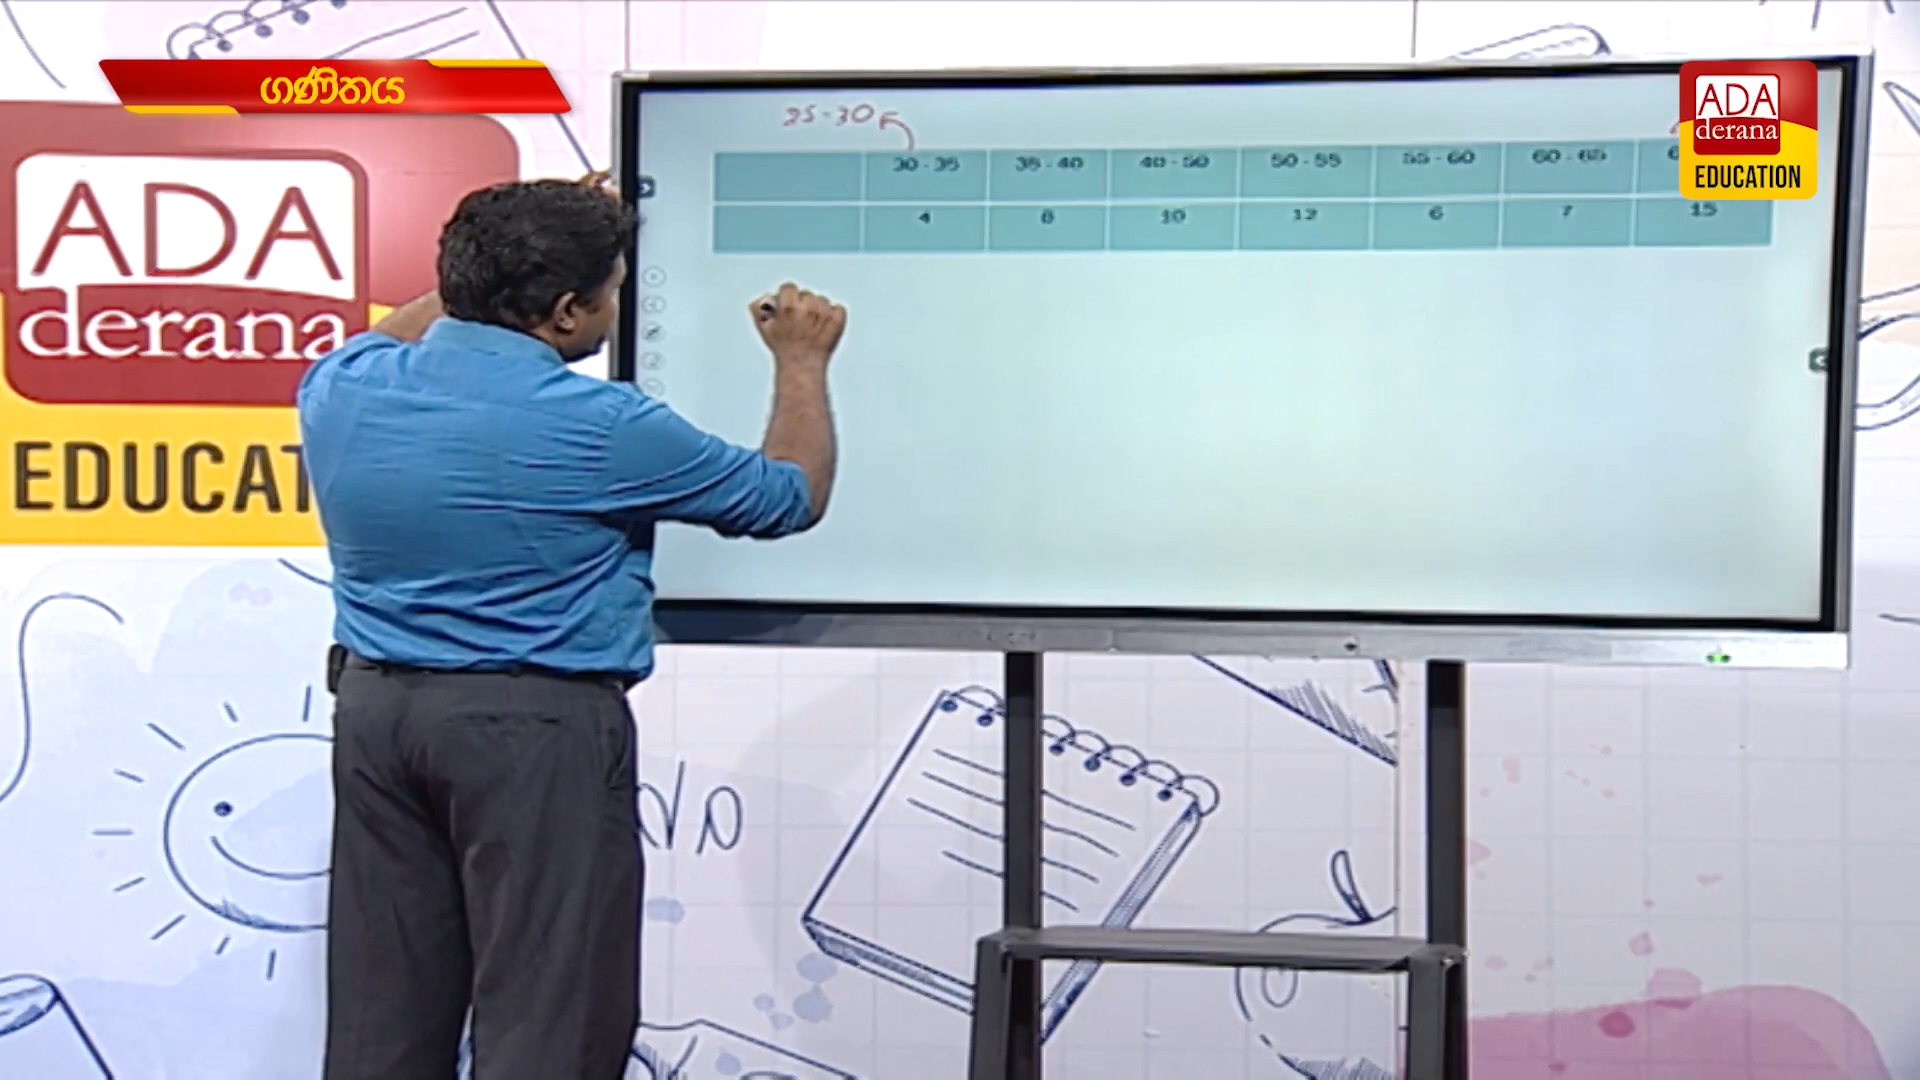 ගණිතය
ADA
derana
EDUCATION
ADA
derana
EDUCAT
25-30
30 - 35 35 - 40 40 - 50 50 - 55 55 - 60 60 - 65 6
4 8 10 12 6 7 15